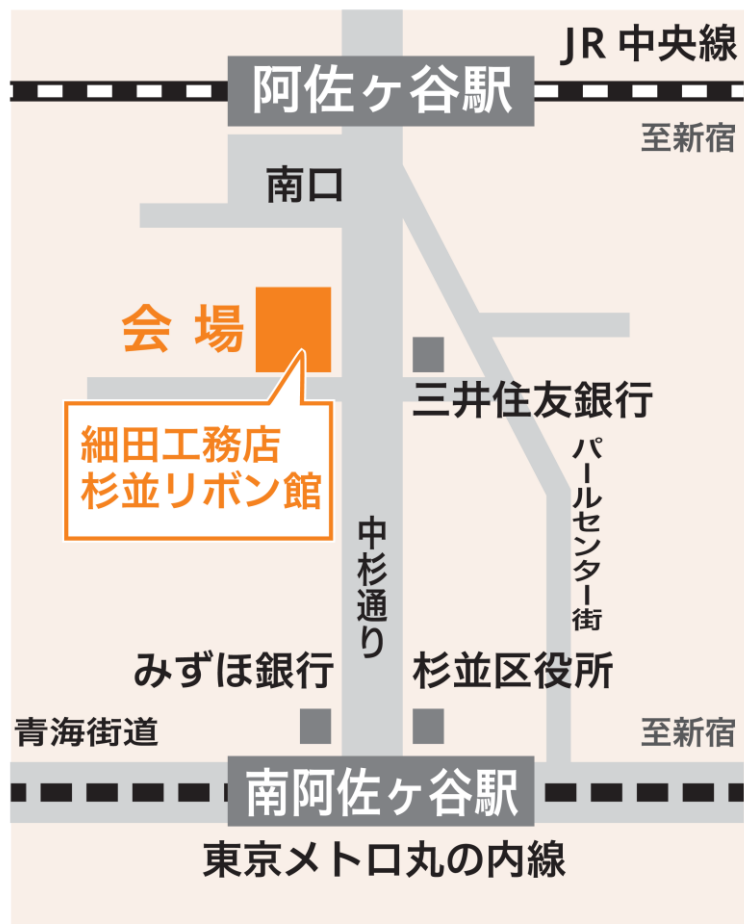 JR 中央線
阿佐ヶ谷駅
至新宿
南口
会 場
三井住友銀行
細田工務店
杉並リボン館
パールセンター街
中杉通り
みずほ銀行
杉並区役所
青海街道
至新宿
南阿佐ヶ谷駅
東京メトロ丸の内線